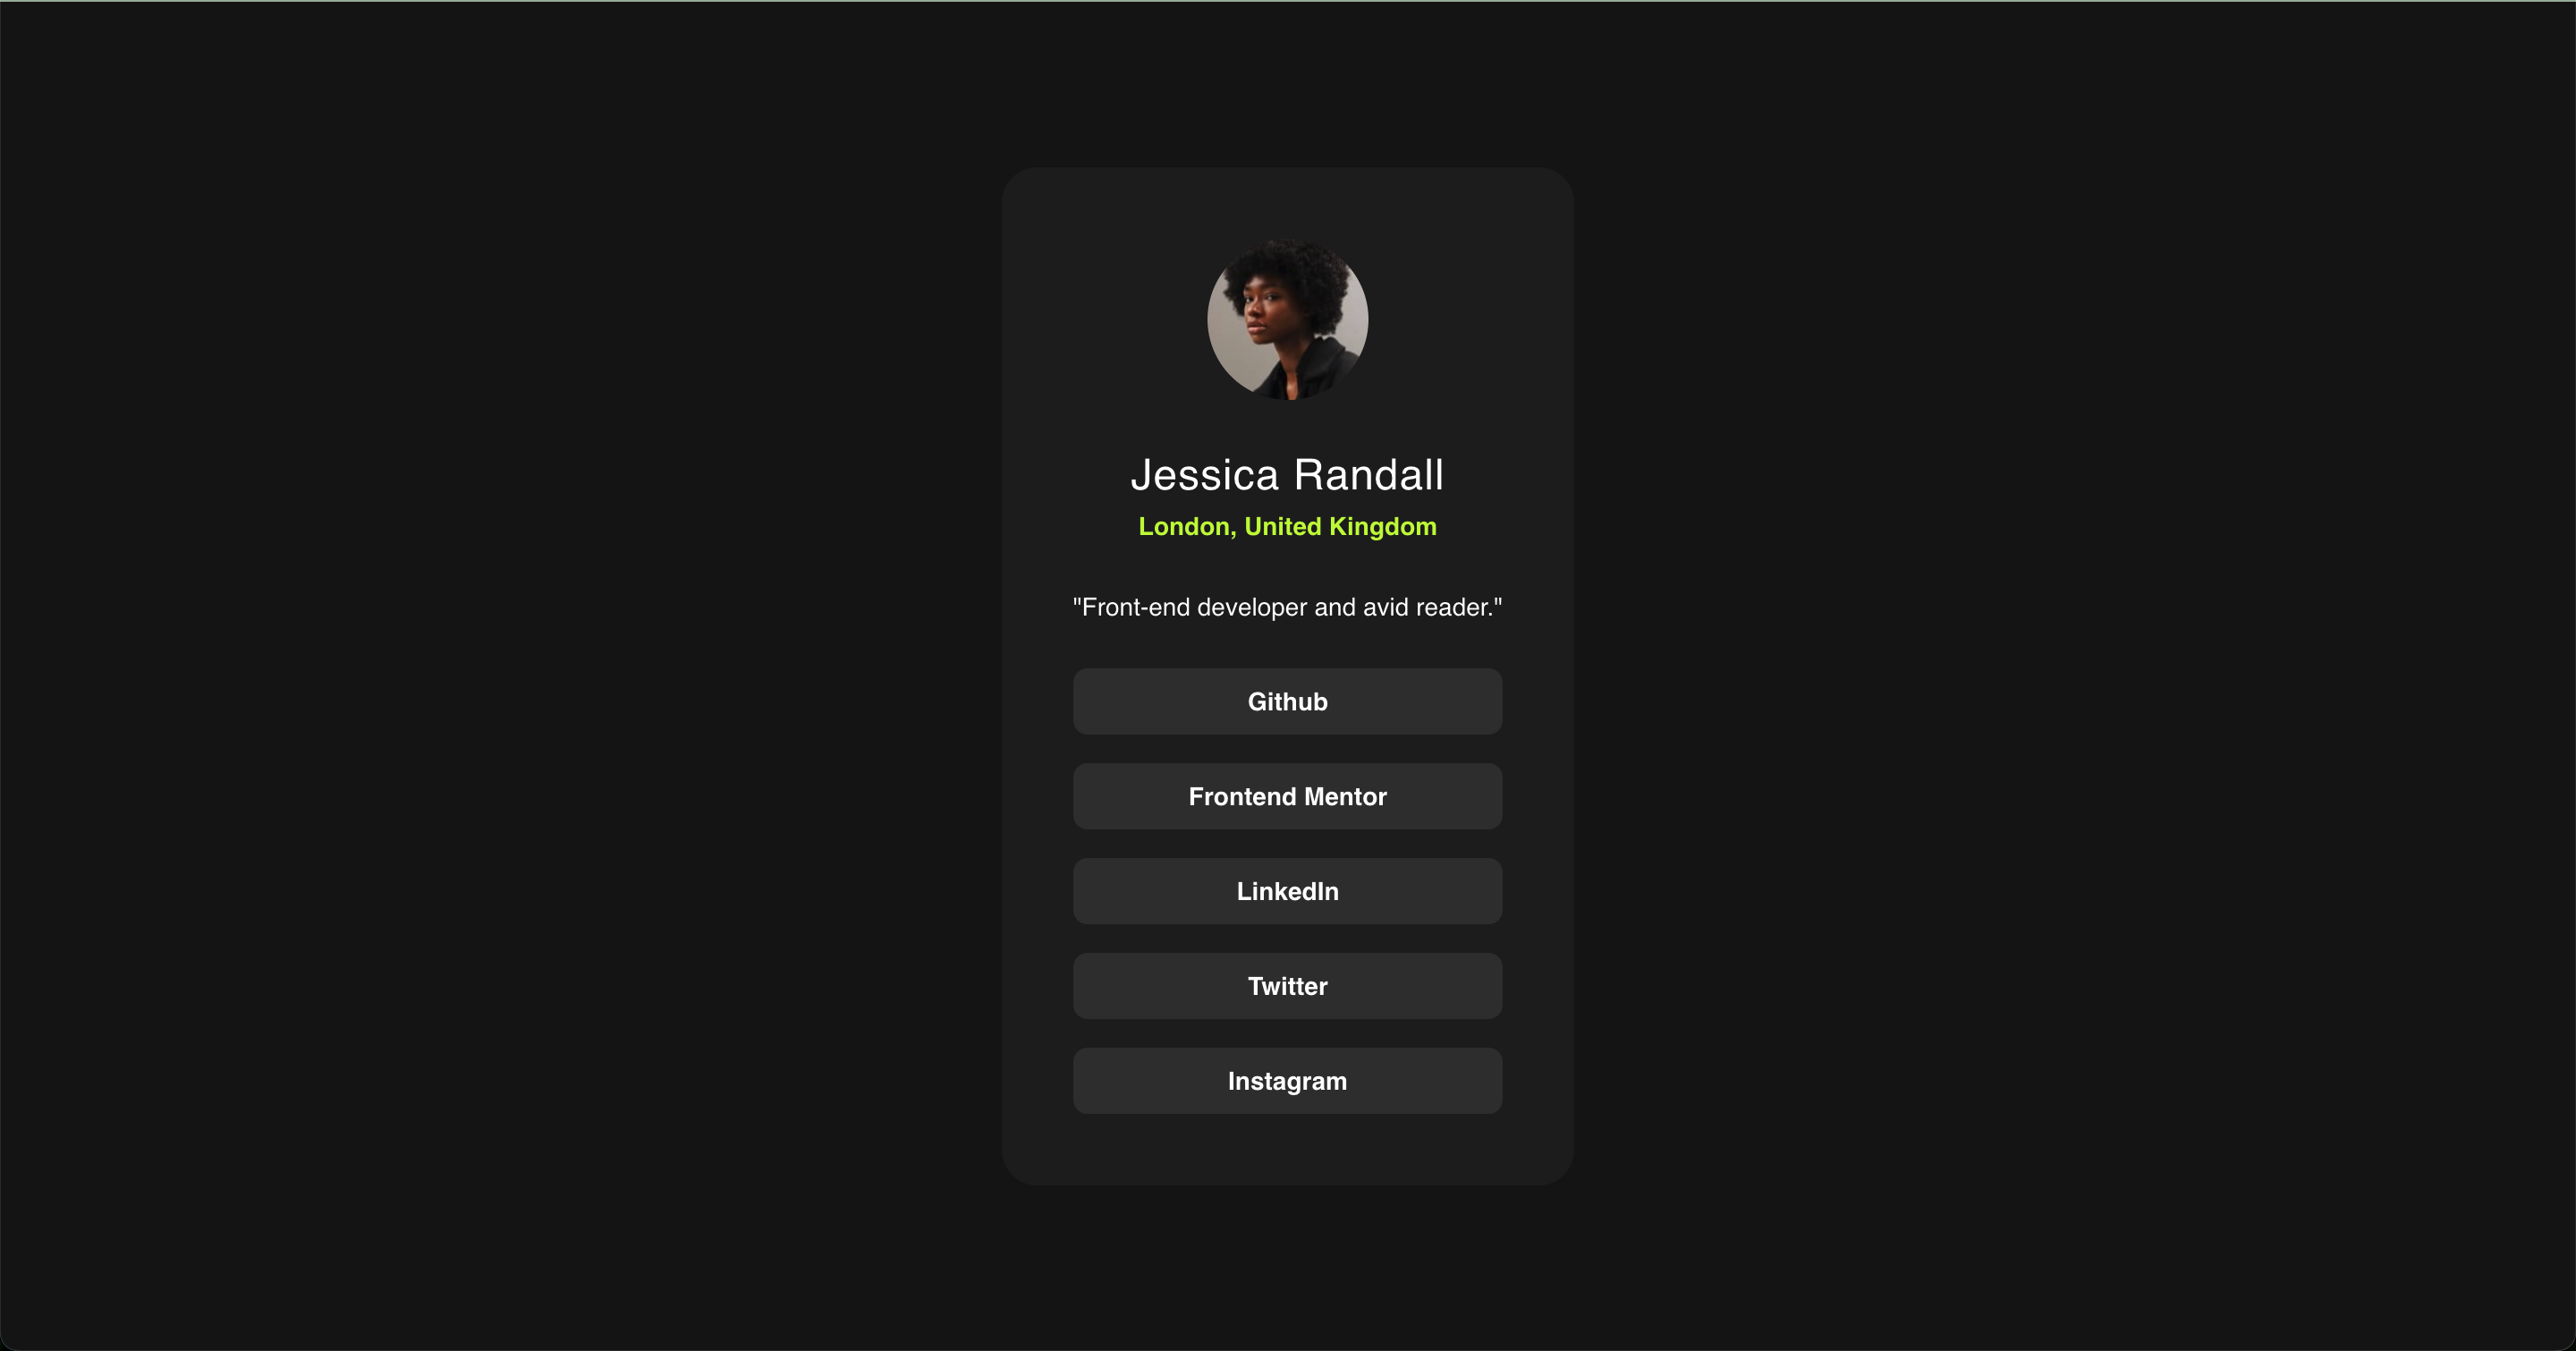 Jessica Randall
London, United Kingdom
"Front-end developer and avid reader."
Github
Frontend Mentor
LinkedIn
Twitter
Instagram